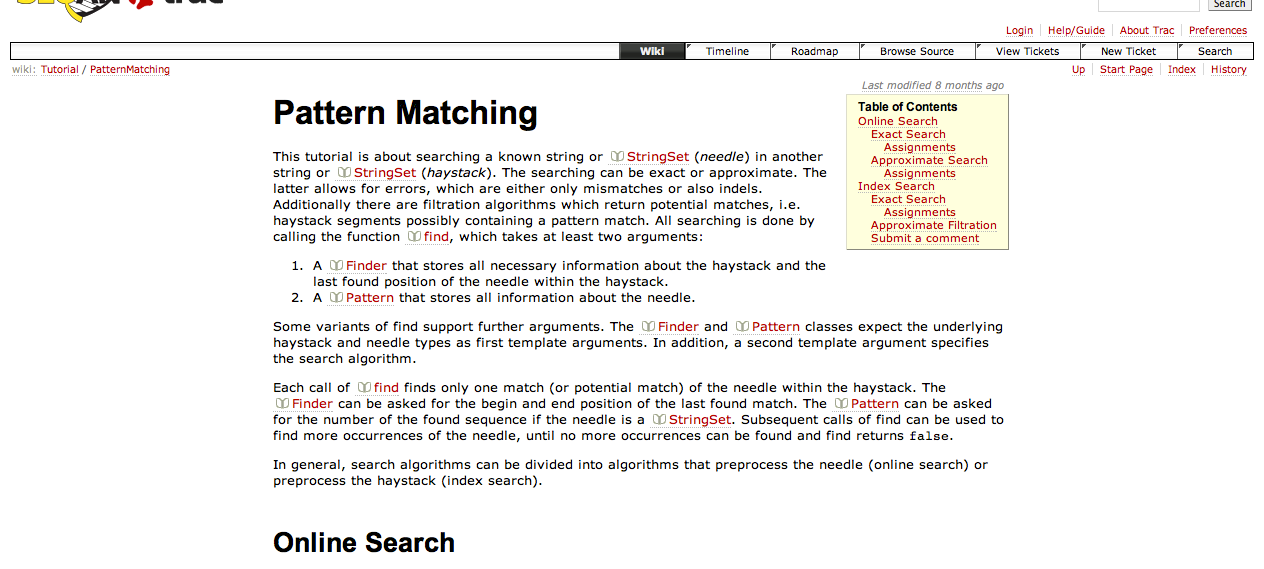 Search
Login Help/Guide About Trac Preferences
Wiki Timeline Roadmap Browse Source View Tickets New Ticket Search
wiki: Tutorial / PatternMatching
Up Start Page Index History
Last modified 8 months ago
Pattern Matching
Table of Contents
Online Search
Exact Search
Assignments
Approximate Search
Assignments
Index Search
Exact Search
Assignments
Approximate Filtration
Submit a comment
This tutorial is about searching a known string or StringSet (needle) in another
string or StringSet (haystack). The searching can be exact or approximate. The
latter allows for errors, which are either only mismatches or also indels.
Additionally there are filtration algorithms which return potential matches, i.e.
haystack segments possibly containing a pattern match. All searching is done by
calling the function find, which takes at least two arguments:
1. A Finder that stores all necessary information about the haystack and the
last found position of the needle within the haystack.
2. A Pattern that stores all information about the needle.
Some variants of find support further arguments. The Finder and Pattern classes expect the underlying
haystack and needle types as first template arguments. In addition, a second template argument specifies
the search algorithm.
Each call of find finds only one match (or potential match) of the needle within the haystack. The
Finder can be asked for the begin and end position of the last found match. The Pattern can be asked
for the number of the found sequence if the needle is a StringSet. Subsequent calls of find can be used to
find more occurrences of the needle, until no more occurrences can be found and find returns false.
In general, search algorithms can be divided into algorithms that preprocess the needle (online search) or
preprocess the haystack (index search).
Online Search